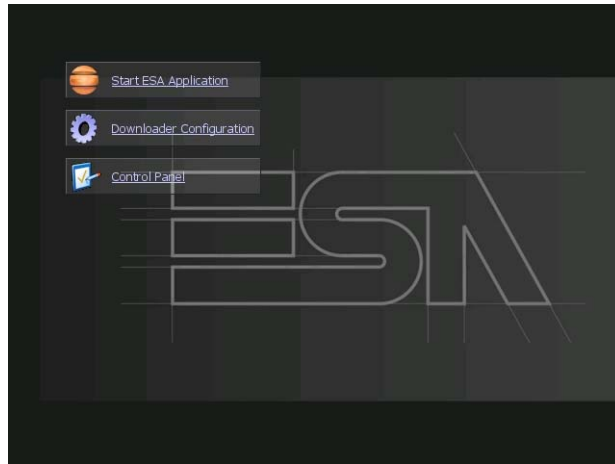 Start ESA Application
Downloader Configuration
Control Panel
ESA